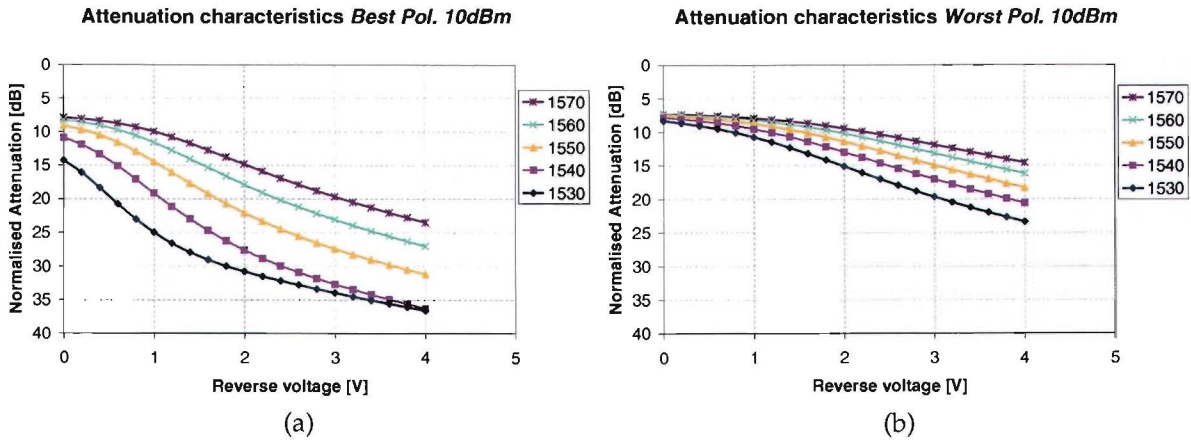 Attenuation characteristics Best Pol. 10dBm
Normalised Attenuation [dB]
0
5
10
15
20
25
30
35
40
0 1 2 3 4 5
Reverse voltage [V]
1570
1560
1550
1540
1530
(a)
Attenuation characteristics Worst Pol. 10dBm
Normalised Attenuation [dB]
0
5
10
15
20
25
30
35
40
0 1 2 3 4 5
Reverse voltage [V]
1570
1560
1550
1540
1530
(b)